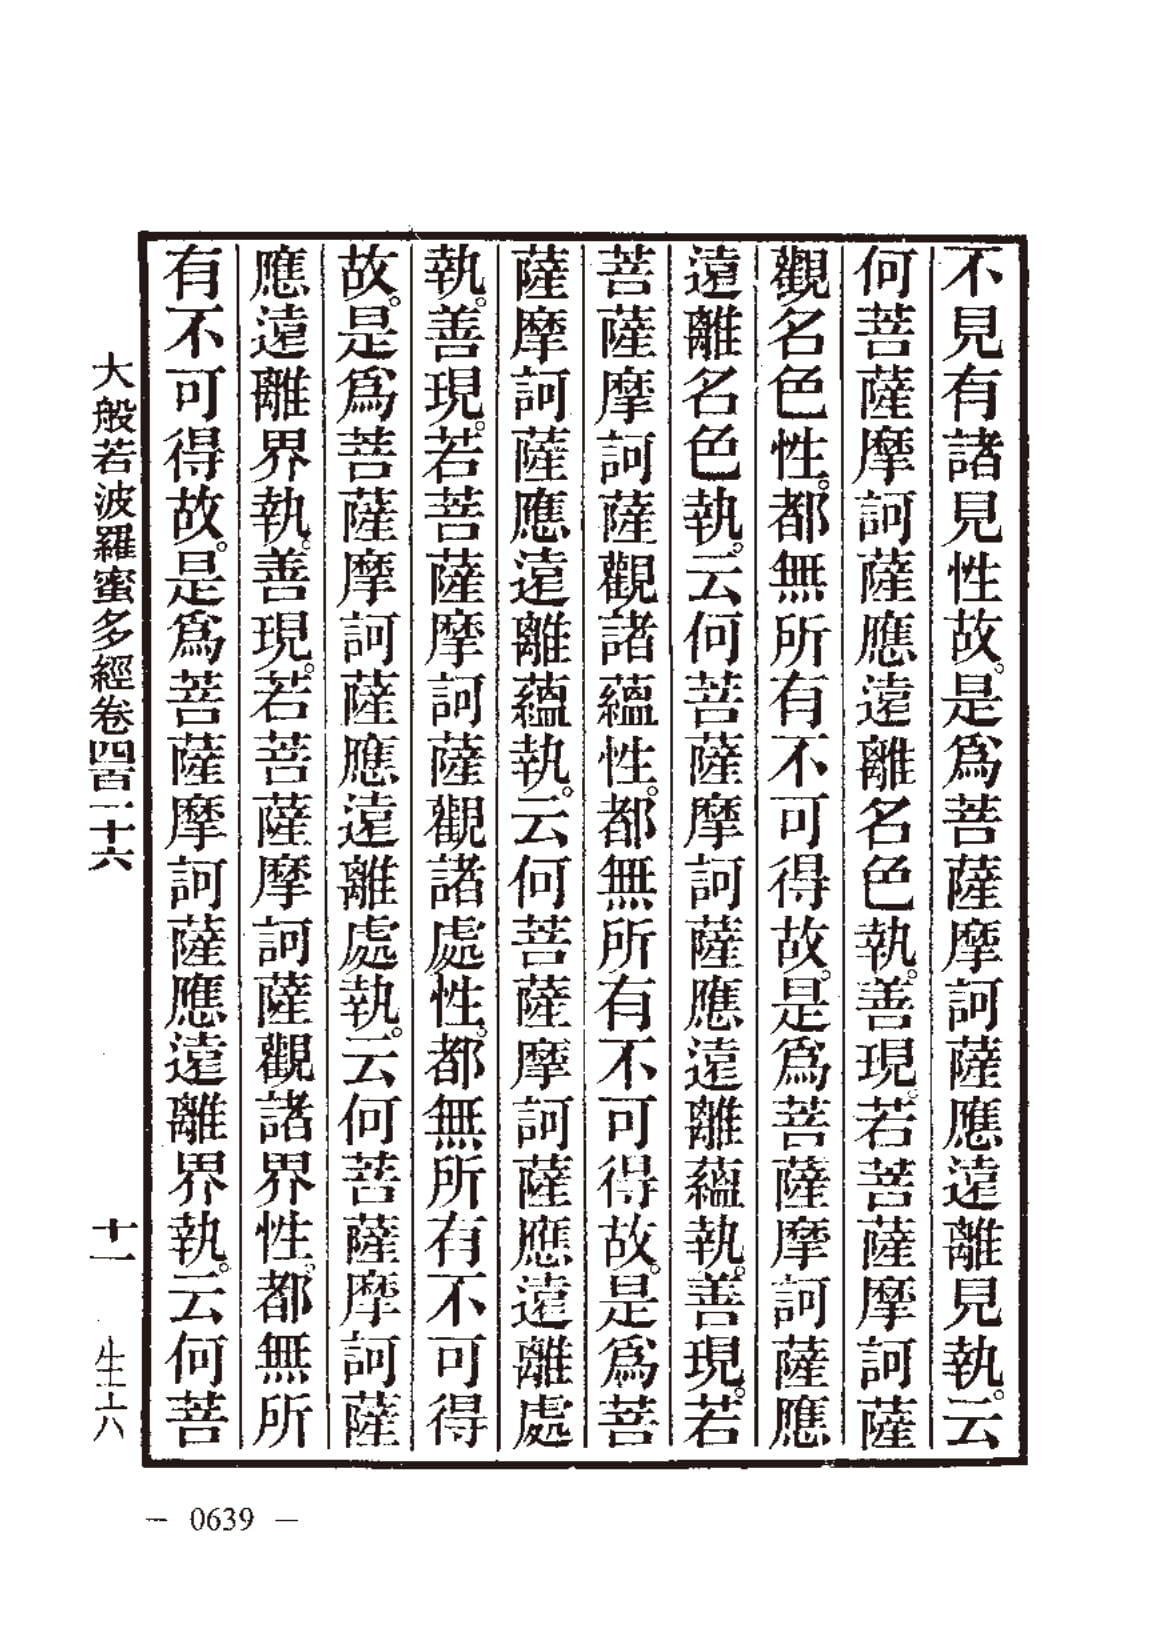 不見有諸見性故。是爲菩薩摩訶薩應遠離見執。云
何菩薩摩訶薩應遠離名色執。善現。若菩薩摩訶薩
觀名色性。都無所有不可得故。是爲菩薩摩訶薩應
遠離名色執。云何菩薩摩訶薩應遠離蘊執。善現。若
菩薩摩訶薩觀諸蘊性。都無所有不可得故。是爲菩
薩摩訶薩應遠離蘊執。云何菩薩摩訶薩應遠離處
執。善現。若菩薩摩訶薩觀諸處性。都無所有不可得
故。是爲菩薩摩訶薩應遠離處執。云何菩薩摩訶薩
應遠離界執。善現。若菩薩摩訶薩觀諸界性。都無所
有不可得故。是爲菩薩摩訶薩應遠離界執。云何菩
大般若波羅蜜多經卷四百一十六 十一 生六
— 0639 —